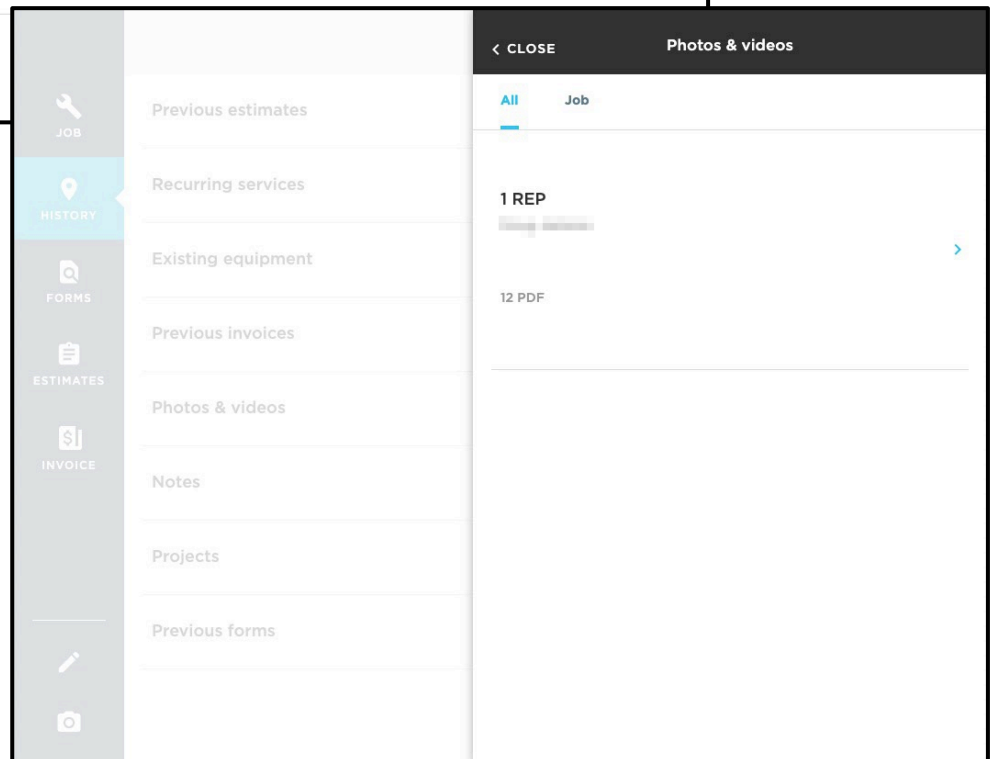 JOB
HISTORY
FORMS
ESTIMATES
INVOICE
Previous estimates
Recurring services
Existing equipment
Previous invoices
Photos & videos
Notes
Projects
Previous forms
< CLOSE
Photos & videos
All
Job
1 REP
12 PDF